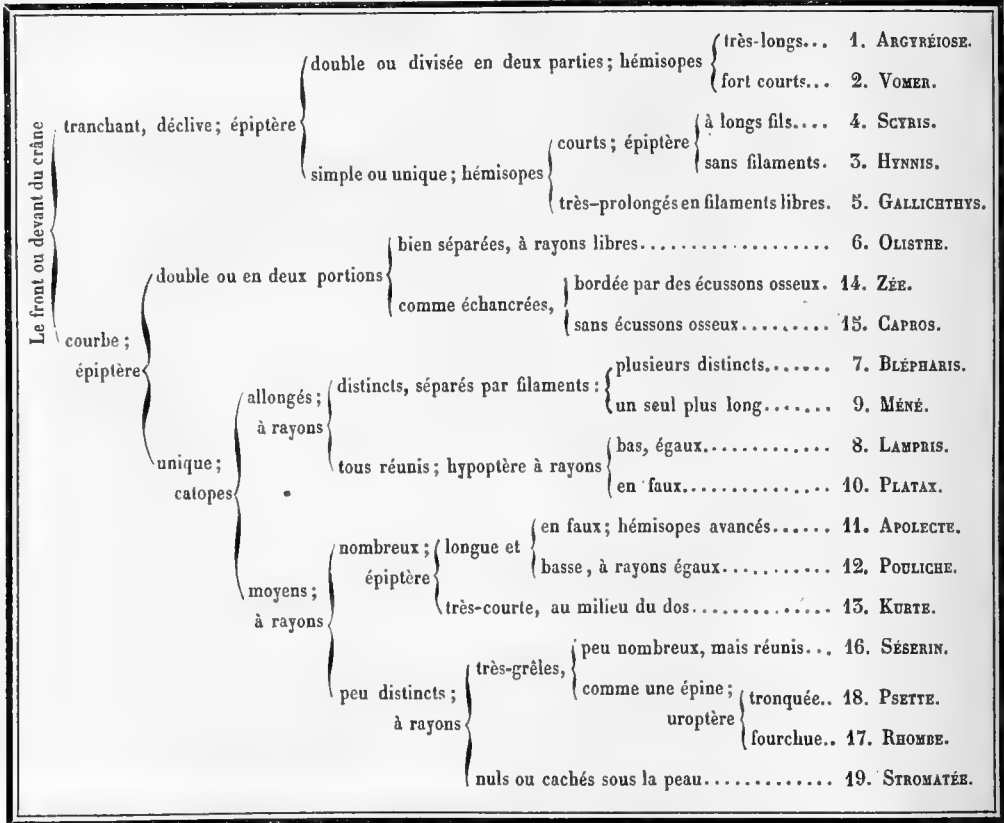 Le front ou devant du crâne
tranchant, déclive; épiptère
double ou divisée en deux parties; hémisopes
très-longs... 1. ARGYRÉIOSE.
fort courts... 2. VOMER.
simple ou unique; hémisopes
courts; épiptère
à longs fils.... 4. SCYRIS.
sans filaments. 3. HYNNIS.
très-prolongés en filaments libres. 5. GALLICHTHYS.
courbe;
épiptère
double ou en deux portions
bien séparées, à rayons libres.................. 6. OLISTHE.
comme échancrées,
bordée par des écussons osseux. 14. ZÉE.
sans écussons osseux.......... 15. CAPROS.
unique;
catopes
allongés;
à rayons
distincts, séparés par filaments:
plusieurs distincts....... 7. BLÉPHARIS.
un seul plus long....... 9. MÉNÉ.
tous réunis; hypoptère à rayons
bas, égaux.............. 8. LAMPRIS.
en faux................ 10. PLATAX.
moyens;
à rayons
nombreux;
épiptère
longue et
en faux; hémisopes avancés...... 11. APOLECTE.
basse, à rayons égaux........... 12. POULICHE.
très-courte, au milieu du dos.............. 13. KURTE.
peu distincts;
à rayons
très-grêles,
peu nombreux, mais réunis... 16. SÉSERIN.
comme une épine;
uroptère
tronquée.. 18. PSETTE.
fourchue.. 17. RHOMBE.
nuls ou cachés sous la peau............. 19. STROMATÉE.